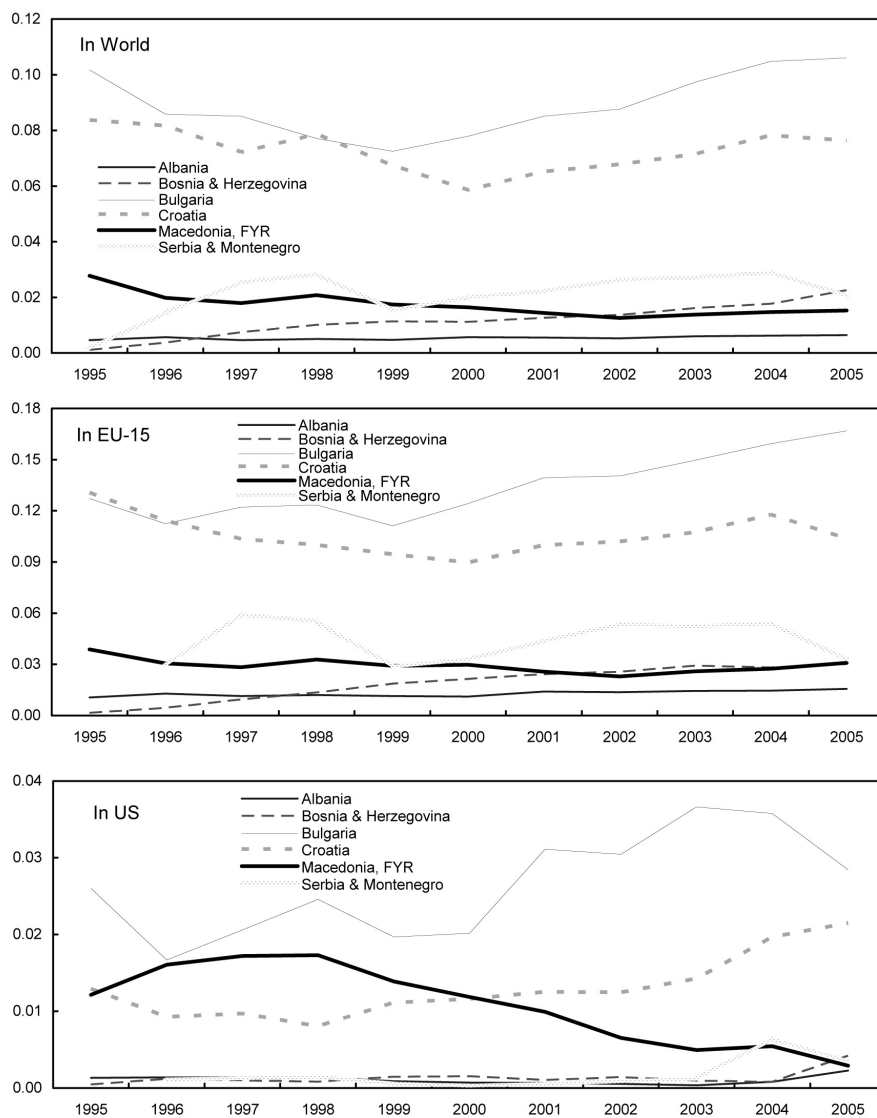 0.12
In World
0.10
0.08
Albania
Bosnia & Herzegovina
0.06
Bulgaria
Croatia
Macedonia, FYR
0.04
Serbia & Montenegro
0.02
0.00
1995 1996 1997 1998 1999 2000 2001 2002 2003 2004 2005
0.18
In EU-15
Albania
Bosnia & Herzegovina
0.15
Bulgaria
Croatia
Macedonia, FYR
0.12
Serbia & Montenegro
0.09
0.06
0.03
0.00
1995 1996 1997 1998 1999 2000 2001 2002 2003 2004 2005
0.04
In US
Albania
Bosnia & Herzegovina
Bulgaria
0.03
Croatia
Macedonia, FYR
Serbia & Montenegro
0.02
0.01
0.00
1995 1996 1997 1998 1999 2000 2001 2002 2003 2004 2005